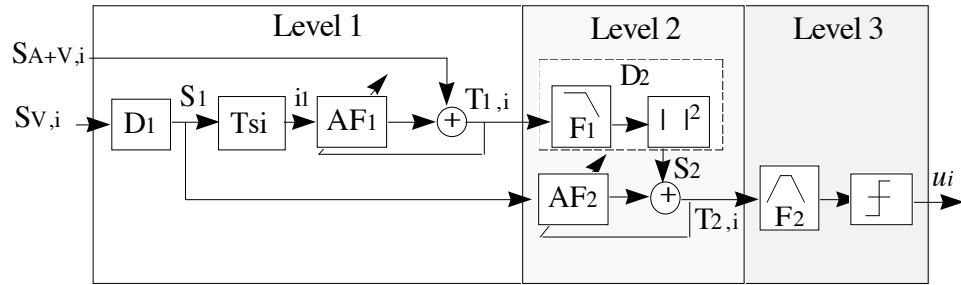 Level 1
Level 2
Level 3
SA+V,i
D2
S1
i1
T1,i
SV,i
D1
Tsi
AF1
+
F1
| |2
S2
ui
AF2
+
T2,i
F2